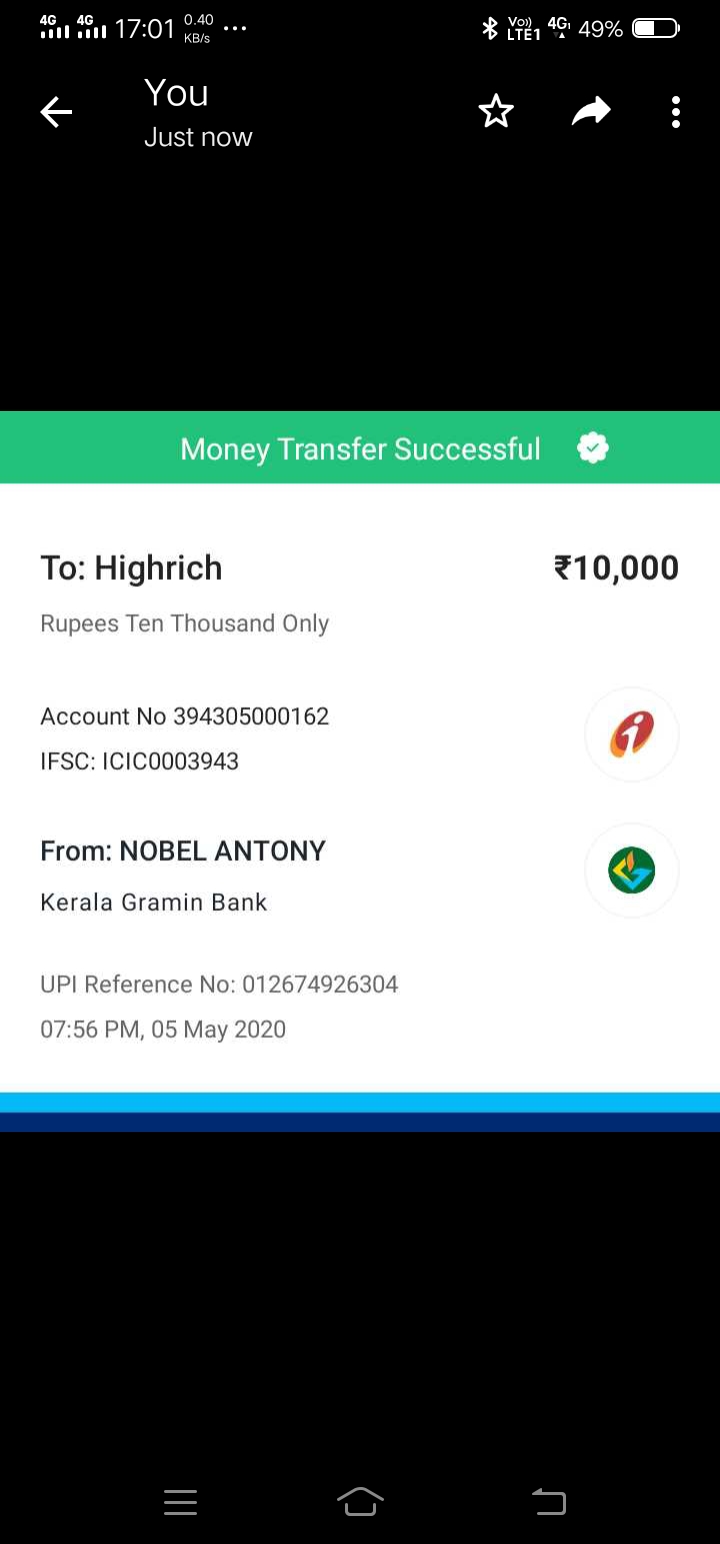 4G 4G 17:01 0.40 KB/s ... Vo)) LTE1 4G 49%
You
Just now
Money Transfer Successful
To: Highrich ₹10,000
Rupees Ten Thousand Only
Account No 394305000162
IFSC: ICIC0003943
From: NOBEL ANTONY
Kerala Gramin Bank
UPI Reference No: 012674926304
07:56 PM, 05 May 2020